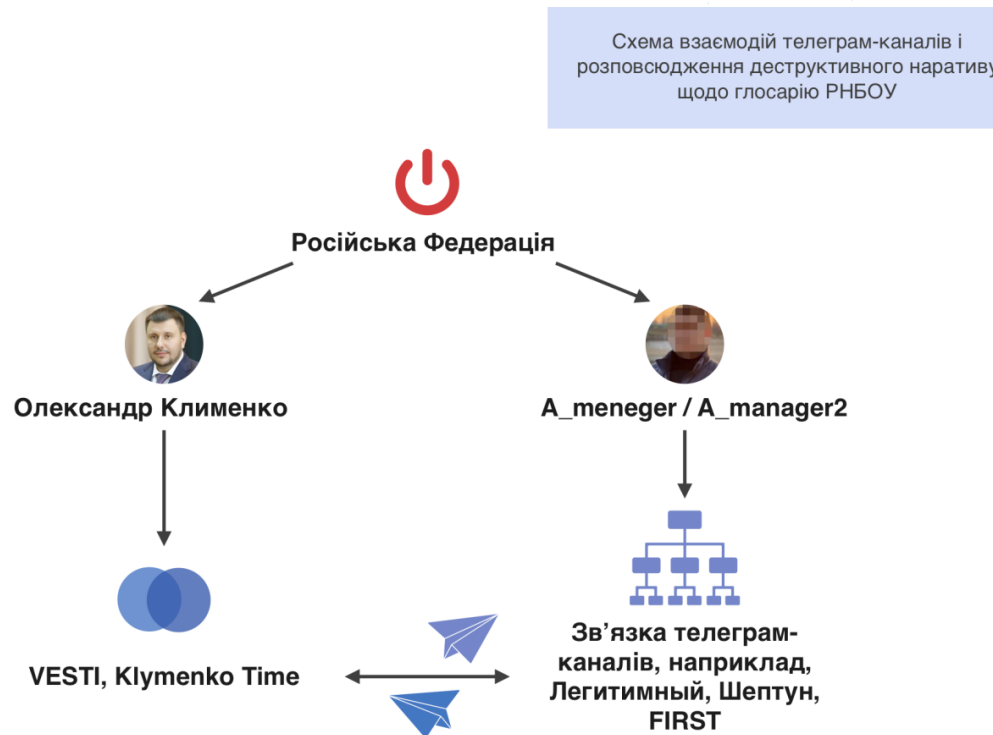 Схема взаємодій телеграм-каналів і
розповсюдження деструктивного наративу
щодо глосарію РНБОУ
Російська Федерація
Олександр Клименко
A_meneger / A_manager2
VESTI, Klymenko Time
Зв’язка телеграм-
каналів, наприклад,
Легитимный, Шептун,
FIRST